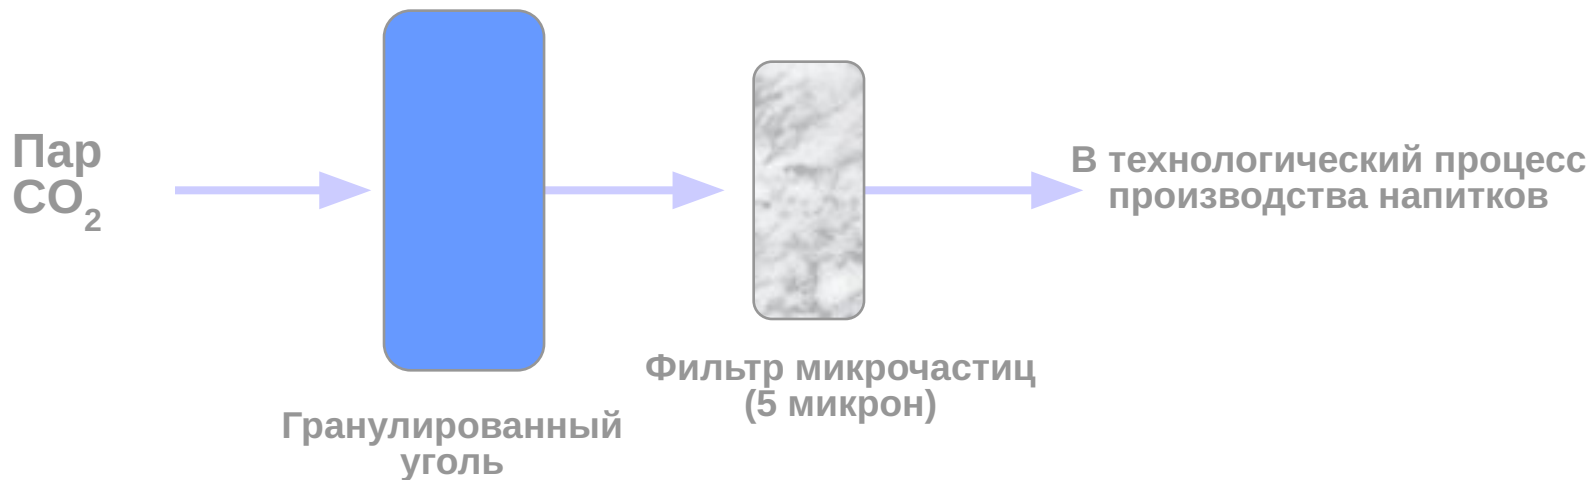 Пар
CO₂
Гранулированный
уголь
Фильтр микрочастиц
(5 микрон)
В технологический процесс
производства напитков